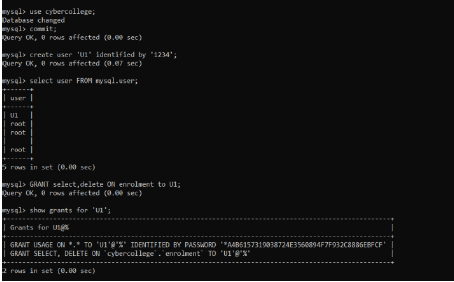 mysql> use cybercollege;
Database changed
mysql> commit;
Query OK, 0 rows affected (0.00 sec)
mysql> create user 'U1' identified by '1234';
Query OK, 0 rows affected (0.07 sec)
mysql> select user FROM mysql.user;
+------+
| user |
+------+
| U1   |
| root |
| root |
|      |
| root |
+------+
5 rows in set (0.00 sec)
mysql> GRANT select,delete ON enrolment to U1;
Query OK, 0 rows affected (0.00 sec)
mysql> show grants for 'U1';
| Grants for U1@% |
| GRANT USAGE ON *.* TO 'U1'@'%' IDENTIFIED BY PASSWORD '*A4B6157319038724E3560894F7F932C8886EBFCF' |
| GRANT SELECT, DELETE ON `cybercollege`.`enrolment` TO 'U1'@'%' |
2 rows in set (0.00 sec)